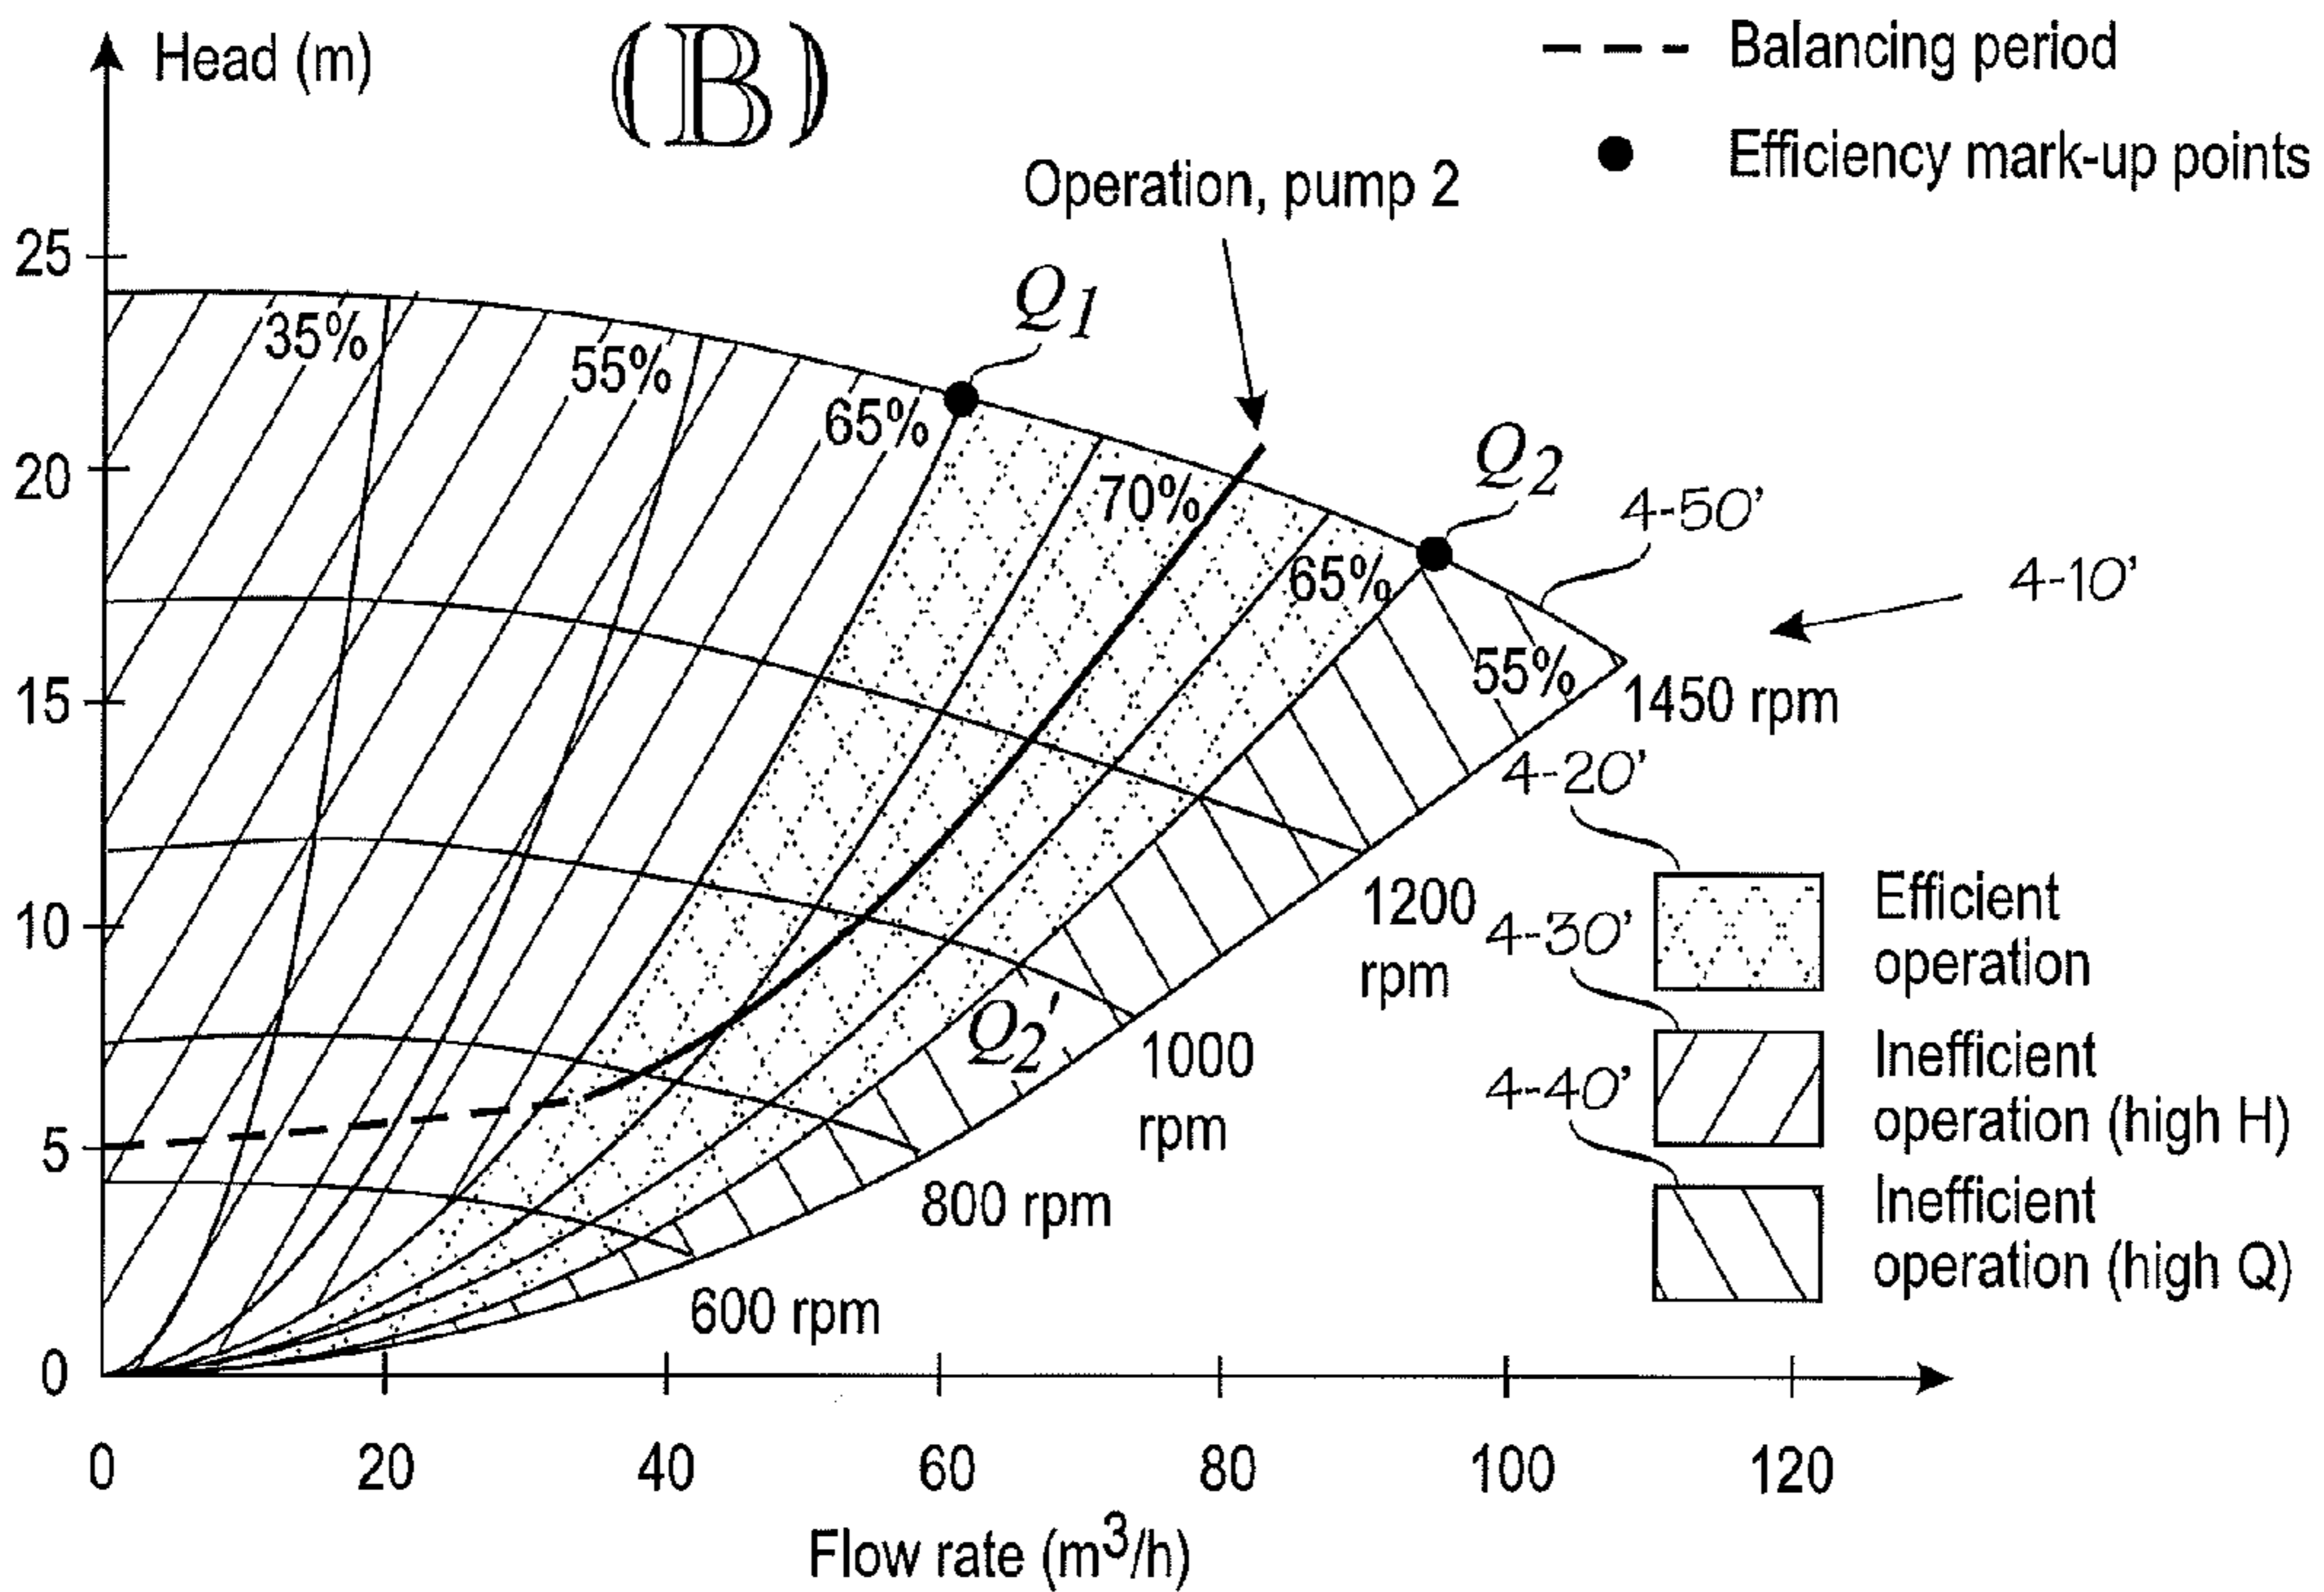 (B)
Head (m)
Balancing period
Efficiency mark-up points
Operation, pump 2
25
20
15
10
5
0
Q1
Q2
4-50'
4-10'
35%
55%
65%
70%
65%
55%
1450 rpm
4-20'
1200
rpm
4-30'
Efficient
operation
Q2'
1000
rpm
4-40'
Inefficient
operation (high H)
800 rpm
Inefficient
operation (high Q)
600 rpm
0
20
40
60
80
100
120
Flow rate (m³/h)